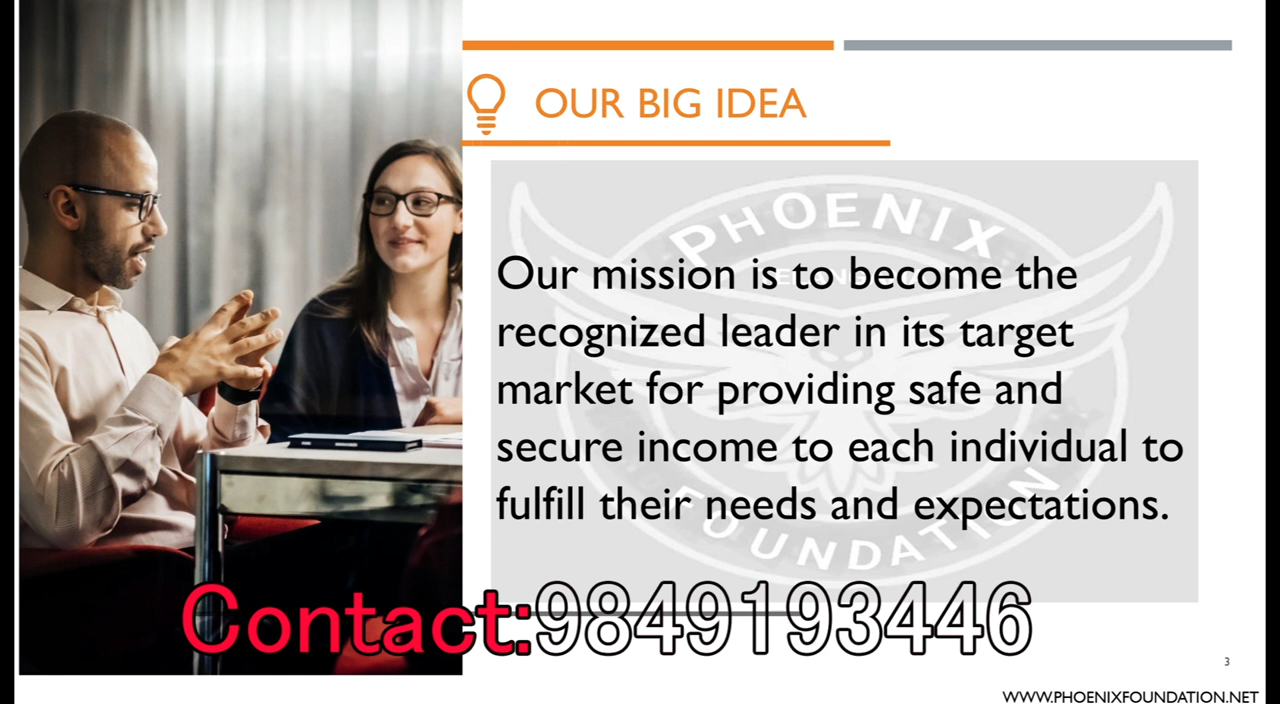 OUR BIG IDEA
PHOENIX
Our mission is to become the
recognized leader in its target
market for providing safe and
secure income to each individual to
fulfill their needs and expectations.
FOUNDATION
Contact:9849193446
3
WWW.PHOENIXFOUNDATION.NET